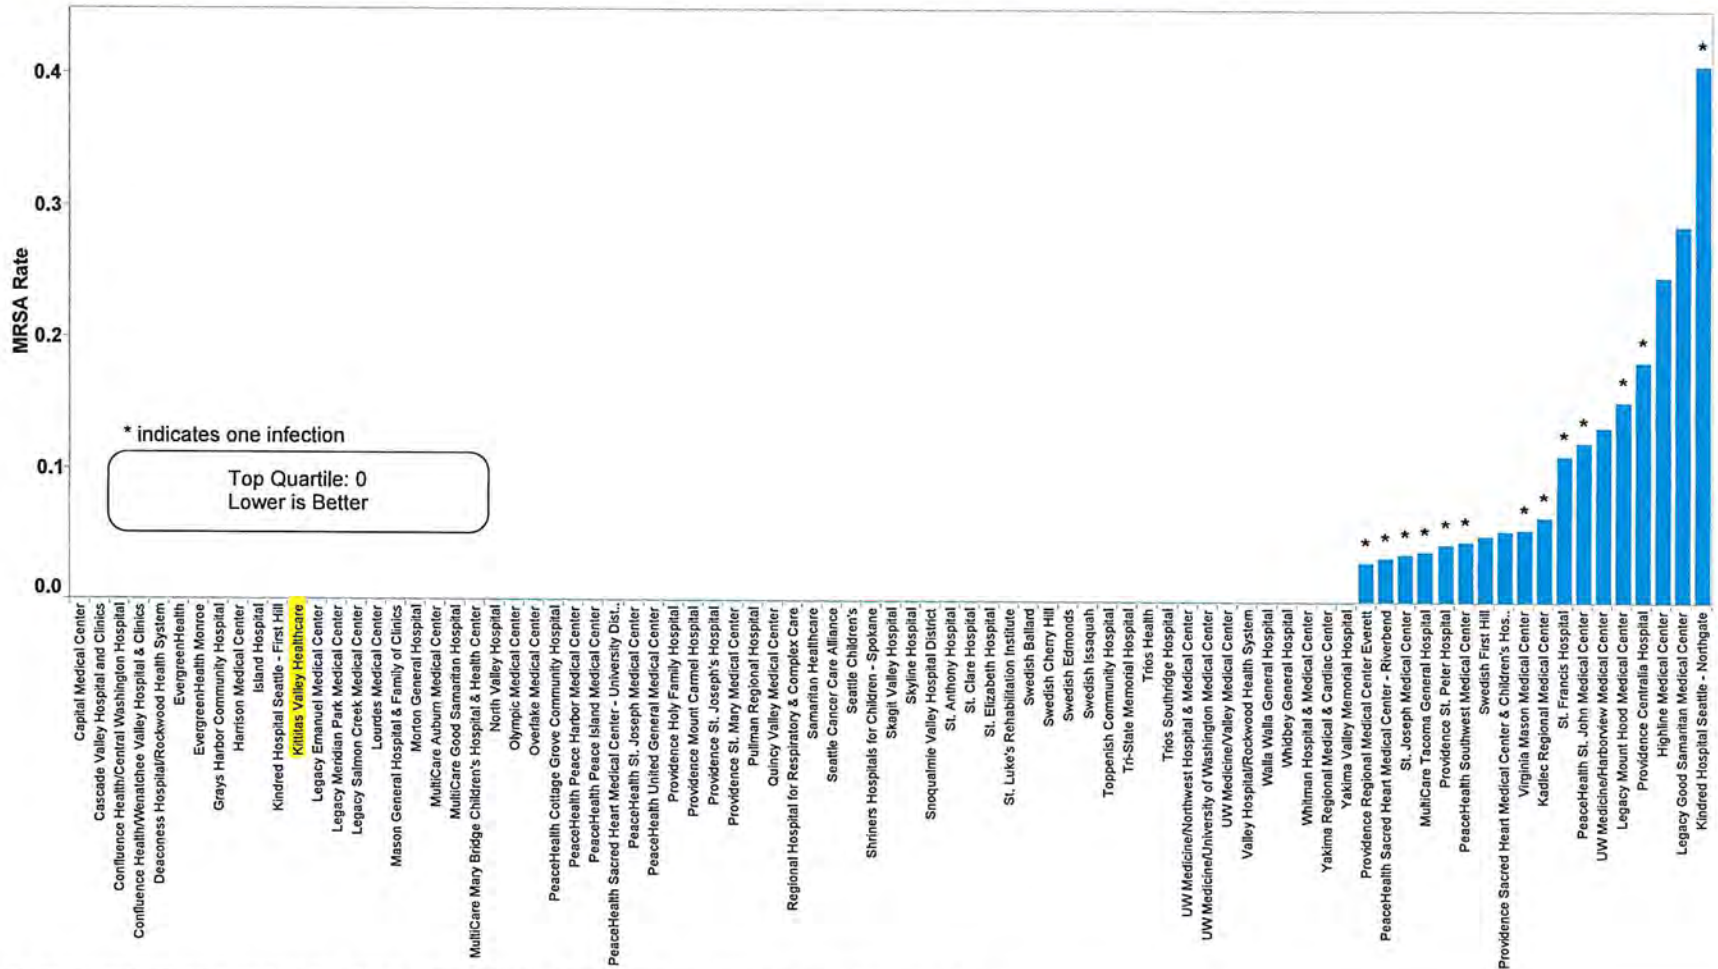 MRSA Rate
0.4
0.3
0.2
0.1
0.0
* indicates one infection
Top Quartile: 0
Lower is Better
*
*
*
*
*
*
*
*
*
*
*
*
*
Capital Medical Center
Cascade Valley Hospital and Clinics
Confluence Health/Central Washington Hospital
Confluence Health/Wenatchee Valley Hospital & Clinics
Deaconess Hospital/Rockwood Health System
EvergreenHealth
EvergreenHealth Monroe
Grays Harbor Community Hospital
Harrison Medical Center
Island Hospital
Kindred Hospital Seattle - First Hill
Kittitas Valley Healthcare
Legacy Emanuel Medical Center
Legacy Meridian Park Medical Center
Legacy Salmon Creek Medical Center
Lourdes Medical Center
Mason General Hospital & Family of Clinics
Morton General Hospital
MultiCare Auburn Medical Center
MultiCare Good Samaritan Hospital
MultiCare Mary Bridge Children's Hospital & Health Center
North Valley Hospital
Olympic Medical Center
Overlake Medical Center
PeaceHealth Cottage Grove Community Hospital
PeaceHealth Peace Harbor Medical Center
PeaceHealth Peace Island Medical Center
PeaceHealth Sacred Heart Medical Center - University Dist..
PeaceHealth St. Joseph Medical Center
PeaceHealth United General Medical Center
Providence Holy Family Hospital
Providence Mount Carmel Hospital
Providence St. Joseph's Hospital
Providence St. Mary Medical Center
Pullman Regional Hospital
Quincy Valley Medical Center
Regional Hospital for Respiratory & Complex Care
Samaritan Healthcare
Seattle Cancer Care Alliance
Seattle Children's
Shriners Hospitals for Children - Spokane
Skagit Valley Hospital
Skyline Hospital
Snoqualmie Valley Hospital District
St. Anthony Hospital
St. Clare Hospital
St. Elizabeth Hospital
St. Luke's Rehabilitation Institute
Swedish Ballard
Swedish Cherry Hill
Swedish Edmonds
Swedish Issaquah
Toppenish Community Hospital
Tri-State Memorial Hospital
Trios Health
Trios Southridge Hospital
UW Medicine/Northwest Hospital & Medical Center
UW Medicine/University of Washington Medical Center
UW Medicine/Valley Medical Center
Valley Hospital/Rockwood Health System
Walla Walla General Hospital
Whidbey General Hospital
Whitman Hospital & Medical Center
Yakima Regional Medical & Cardiac Center
Yakima Valley Memorial Hospital
Providence Regional Medical Center Everett
PeaceHealth Sacred Heart Medical Center - Riverbend
St. Joseph Medical Center
MultiCare Tacoma General Hospital
Providence St. Peter Hospital
PeaceHealth Southwest Medical Center
Swedish First Hill
Providence Sacred Heart Medical Center & Children's Hos..
Virginia Mason Medical Center
Kadlec Regional Medical Center
St. Francis Hospital
PeaceHealth St. John Medical Center
UW Medicine/Harborview Medical Center
Legacy Mount Hood Medical Center
Providence Centralia Hospital
Highline Medical Center
Legacy Good Samaritan Medical Center
Kindred Hospital Seattle - Northgate